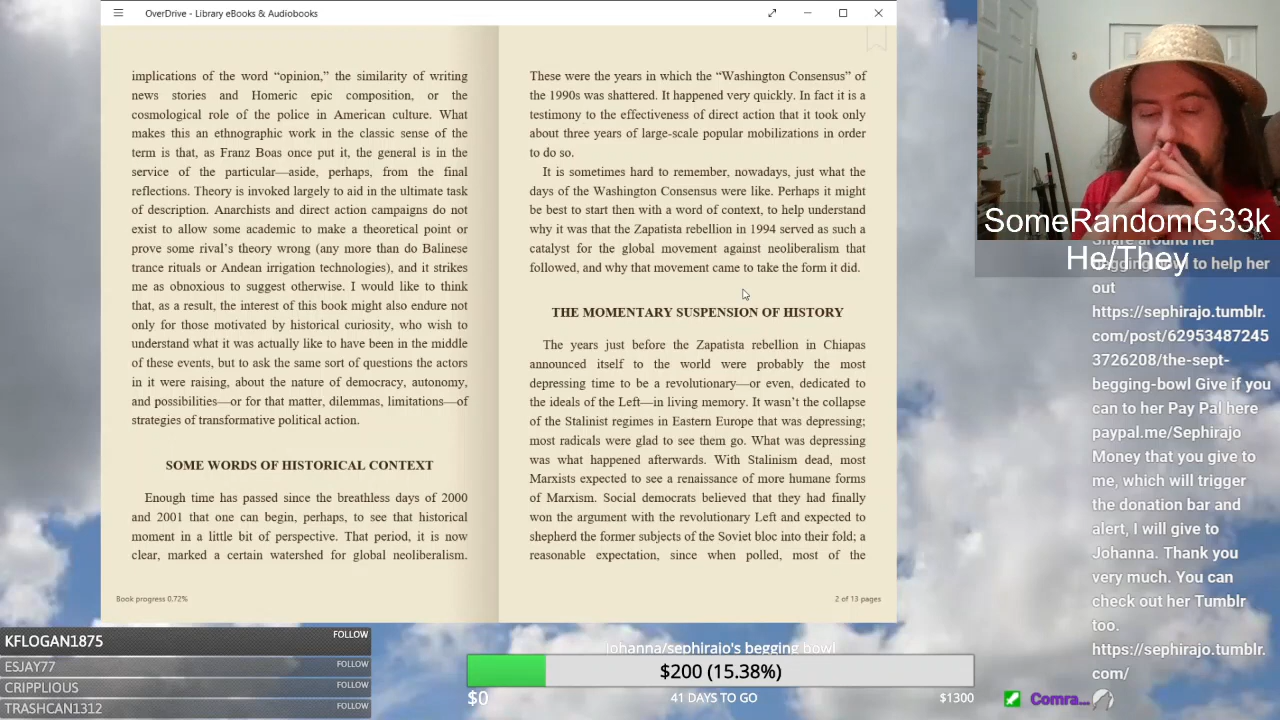 OverDrive - Library eBooks & Audiobooks
implications of the word “opinion,” the similarity of writing
news stories and Homeric epic composition, or the
cosmological role of the police in American culture. What
makes this an ethnographic work in the classic sense of the
term is that, as Franz Boas once put it, the general is in the
service of the particular—aside, perhaps, from the final
reflections. Theory is invoked largely to aid in the ultimate task
of description. Anarchists and direct action campaigns do not
exist to allow some academic to make a theoretical point or
prove some rival’s theory wrong (any more than do Balinese
trance rituals or Andean irrigation technologies), and it strikes
me as obnoxious to suggest otherwise. I would like to think
that, as a result, the interest of this book might also endure not
only for those motivated by historical curiosity, who wish to
understand what it was actually like to have been in the middle
of these events, but to ask the same sort of questions the actors
in it were raising, about the nature of democracy, autonomy,
and possibilities—or for that matter, dilemmas, limitations—of
strategies of transformative political action.
SOME WORDS OF HISTORICAL CONTEXT
Enough time has passed since the breathless days of 2000
and 2001 that one can begin, perhaps, to see that historical
moment in a little bit of perspective. That period, it is now
clear, marked a certain watershed for global neoliberalism.
Book progress 0.72%
These were the years in which the “Washington Consensus” of
the 1990s was shattered. It happened very quickly. In fact it is a
testimony to the effectiveness of direct action that it took only
about three years of large-scale popular mobilizations in order
to do so.
It is sometimes hard to remember, nowadays, just what the
days of the Washington Consensus were like. Perhaps it might
be best to start then with a word of context, to help understand
why it was that the Zapatista rebellion in 1994 served as such a
catalyst for the global movement against neoliberalism that
followed, and why that movement came to take the form it did.
THE MOMENTARY SUSPENSION OF HISTORY
The years just before the Zapatista rebellion in Chiapas
announced itself to the world were probably the most
depressing time to be a revolutionary—or even, dedicated to
the ideals of the Left—in living memory. It wasn’t the collapse
of the Stalinist regimes in Eastern Europe that was depressing;
most radicals were glad to see them go. What was depressing
was what happened afterwards. With Stalinism dead, most
Marxists expected to see a renaissance of more humane forms
of Marxism. Social democrats believed that they had finally
won the argument with the revolutionary Left and expected to
shepherd the former subjects of the Soviet bloc into their fold; a
reasonable expectation, since when polled, most of the
2 of 13 pages
SomeRandomG33k
He/They
Share around her
begging bowl to help her
out
https://sephirajo.tumblr.
com/post/62953487245
3726208/the-sept-
begging-bowl Give if you
can to her Pay Pal here
paypal.me/Sephirajo
Money that you give to
me, which will trigger
the donation bar and
alert, I will give to
Johanna. Thank you
very much. You can
check out her Tumblr
too.
https://sephirajo.tumblr.
com/
Comra...
KFLOGAN1875 FOLLOW
ESJAY77 FOLLOW
CRIPPLIOUS FOLLOW
TRASHCAN1312 FOLLOW
Johanna/sephirajo's begging bowl
$200 (15.38%)
$0 41 DAYS TO GO $1300